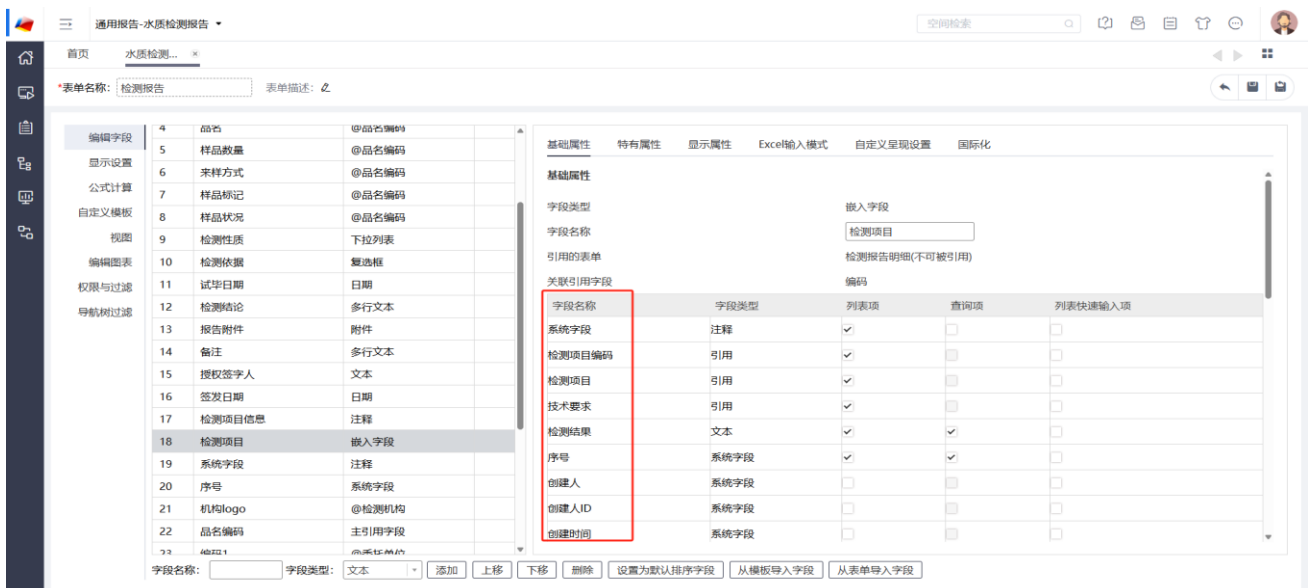 通用报告-水质检测报告
空间检索
首页 水质检测...
*表单名称: 检测报告 表单描述:
编辑字段
显示设置
公式计算
自定义模板
视图
编辑图表
权限与过滤
导航树过滤
4 品名 @品名编码
5 样品数量 @品名编码
6 来样方式 @品名编码
7 样品标记 @品名编码
8 样品状况 @品名编码
9 检测性质 下拉列表
10 检测依据 复选框
11 试毕日期 日期
12 检测结论 多行文本
13 报告附件 附件
14 备注 多行文本
15 授权签字人 文本
16 签发日期 日期
17 检测项目信息 注释
18 检测项目 嵌入字段
19 系统字段 注释
20 序号 系统字段
21 机构logo @检测机构
22 品名编码 主引用字段
23 编码1 @委托单位
字段名称: 字段类型: 文本 添加 上移 下移 删除 设置为默认排序字段 从模板导入字段 从表单导入字段
基础属性 特有属性 显示属性 Excel输入模式 自定义呈现设置 国际化
基础属性
字段类型 嵌入字段
字段名称 检测项目
引用的表单 检测报告明细(不可被引用)
关联引用字段 编码
字段名称 字段类型 列表项 查询项 列表快速输入项
系统字段 注释
检测项目编码 引用
检测项目 引用
技术要求 引用
检测结果 文本
序号 系统字段
创建人 系统字段
创建人ID 系统字段
创建时间 系统字段